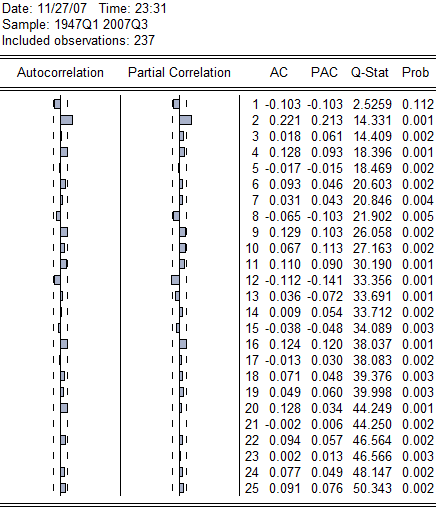 Date: 11/27/07 Time: 23:31
Sample: 1947Q1 2007Q3
Included observations: 237
Autocorrelation Partial Correlation AC PAC Q-Stat Prob
1 -0.103 -0.103 2.5259 0.112
2 0.221 0.213 14.331 0.001
3 0.018 0.061 14.409 0.002
4 0.128 0.093 18.396 0.001
5 -0.017 -0.015 18.469 0.002
6 0.093 0.046 20.603 0.002
7 0.031 0.043 20.846 0.004
8 -0.065 -0.103 21.902 0.005
9 0.129 0.103 26.058 0.002
10 0.067 0.113 27.163 0.002
11 0.110 0.090 30.190 0.001
12 -0.112 -0.141 33.356 0.001
13 0.036 -0.072 33.691 0.001
14 0.009 0.054 33.712 0.002
15 -0.038 -0.048 34.089 0.003
16 0.124 0.120 38.037 0.001
17 -0.013 0.030 38.083 0.002
18 0.071 0.048 39.376 0.003
19 0.049 0.060 39.998 0.003
20 0.128 0.034 44.249 0.001
21 -0.002 0.006 44.250 0.002
22 0.094 0.057 46.564 0.002
23 0.002 0.013 46.566 0.003
24 0.077 0.049 48.147 0.002
25 0.091 0.076 50.343 0.002